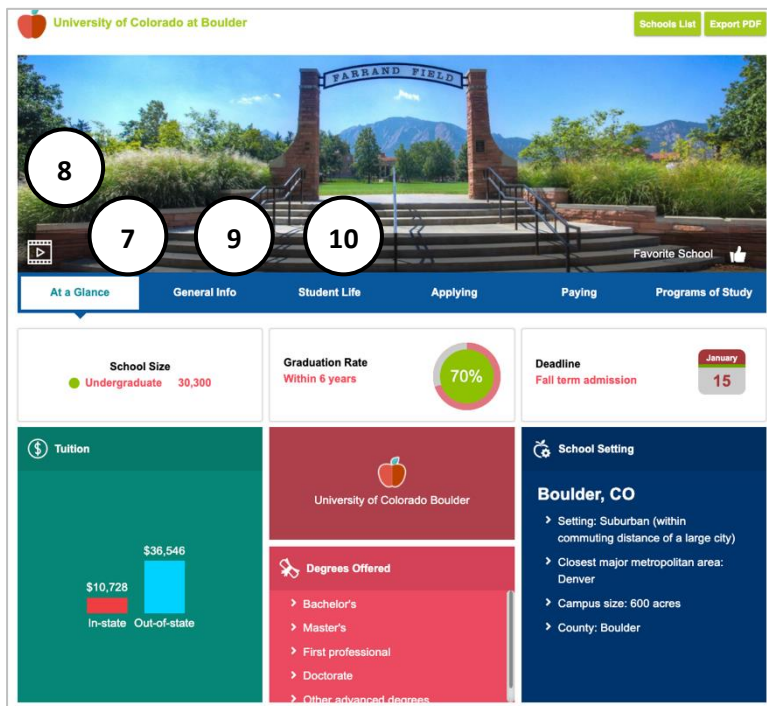 University of Colorado at Boulder
Schools List
Export PDF
FARRAND FIELD
8
7
9
10
Favorite School
At a Glance
General Info
Student Life
Applying
Paying
Programs of Study
School Size
Undergraduate 30,300
Graduation Rate
Within 6 years
70%
Deadline
Fall term admission
January
15
Tuition
$36,546
$10,728
In-state
Out-of-state
University of Colorado Boulder
Degrees Offered
Bachelor's
Master's
First professional
Doctorate
Other advanced degrees
School Setting
Boulder, CO
Setting: Suburban (within
commuting distance of a large city)
Closest major metropolitan area:
Denver
Campus size: 600 acres
County: Boulder